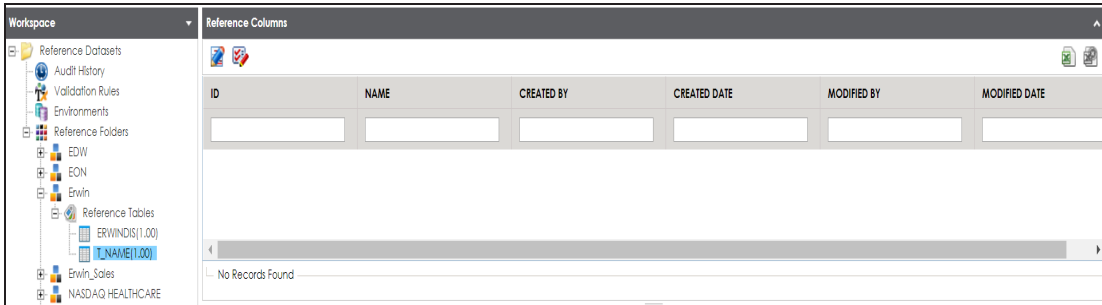 Workspace
Reference Datasets
Audit History
Validation Rules
Environments
Reference Folders
EDW
EON
Erwin
Reference Tables
ERWINDIS(1.00)
T_NAME(1.00)
Erwin_Sales
NASDAQ HEALTHCARE
Reference Columns
ID NAME CREATED BY CREATED DATE MODIFIED BY MODIFIED DATE
No Records Found